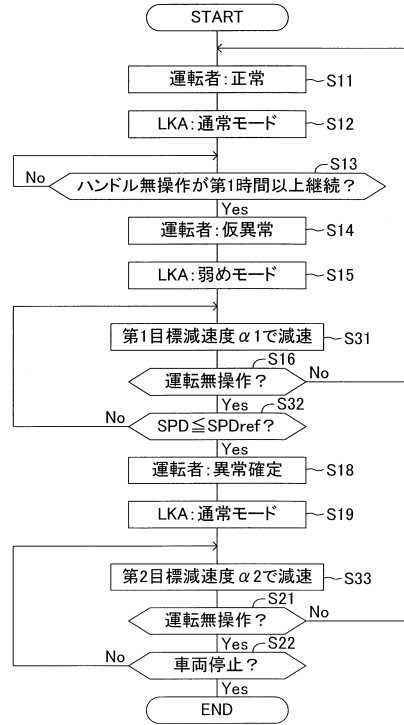 START
運転者:正常 S11
LKA:通常モード S12
S13
No ハンドル無操作が第1時間以上継続?
Yes
運転者:仮異常 S14
LKA:弱めモード S15
第1目標減速度α1で減速 S31
S16
運転無操作? No
Yes S32
No SPD≦SPDref?
Yes
運転者:異常確定 S18
LKA:通常モード S19
第2目標減速度α2で減速 S33
S21
運転無操作? No
Yes S22
No 車両停止?
Yes
END